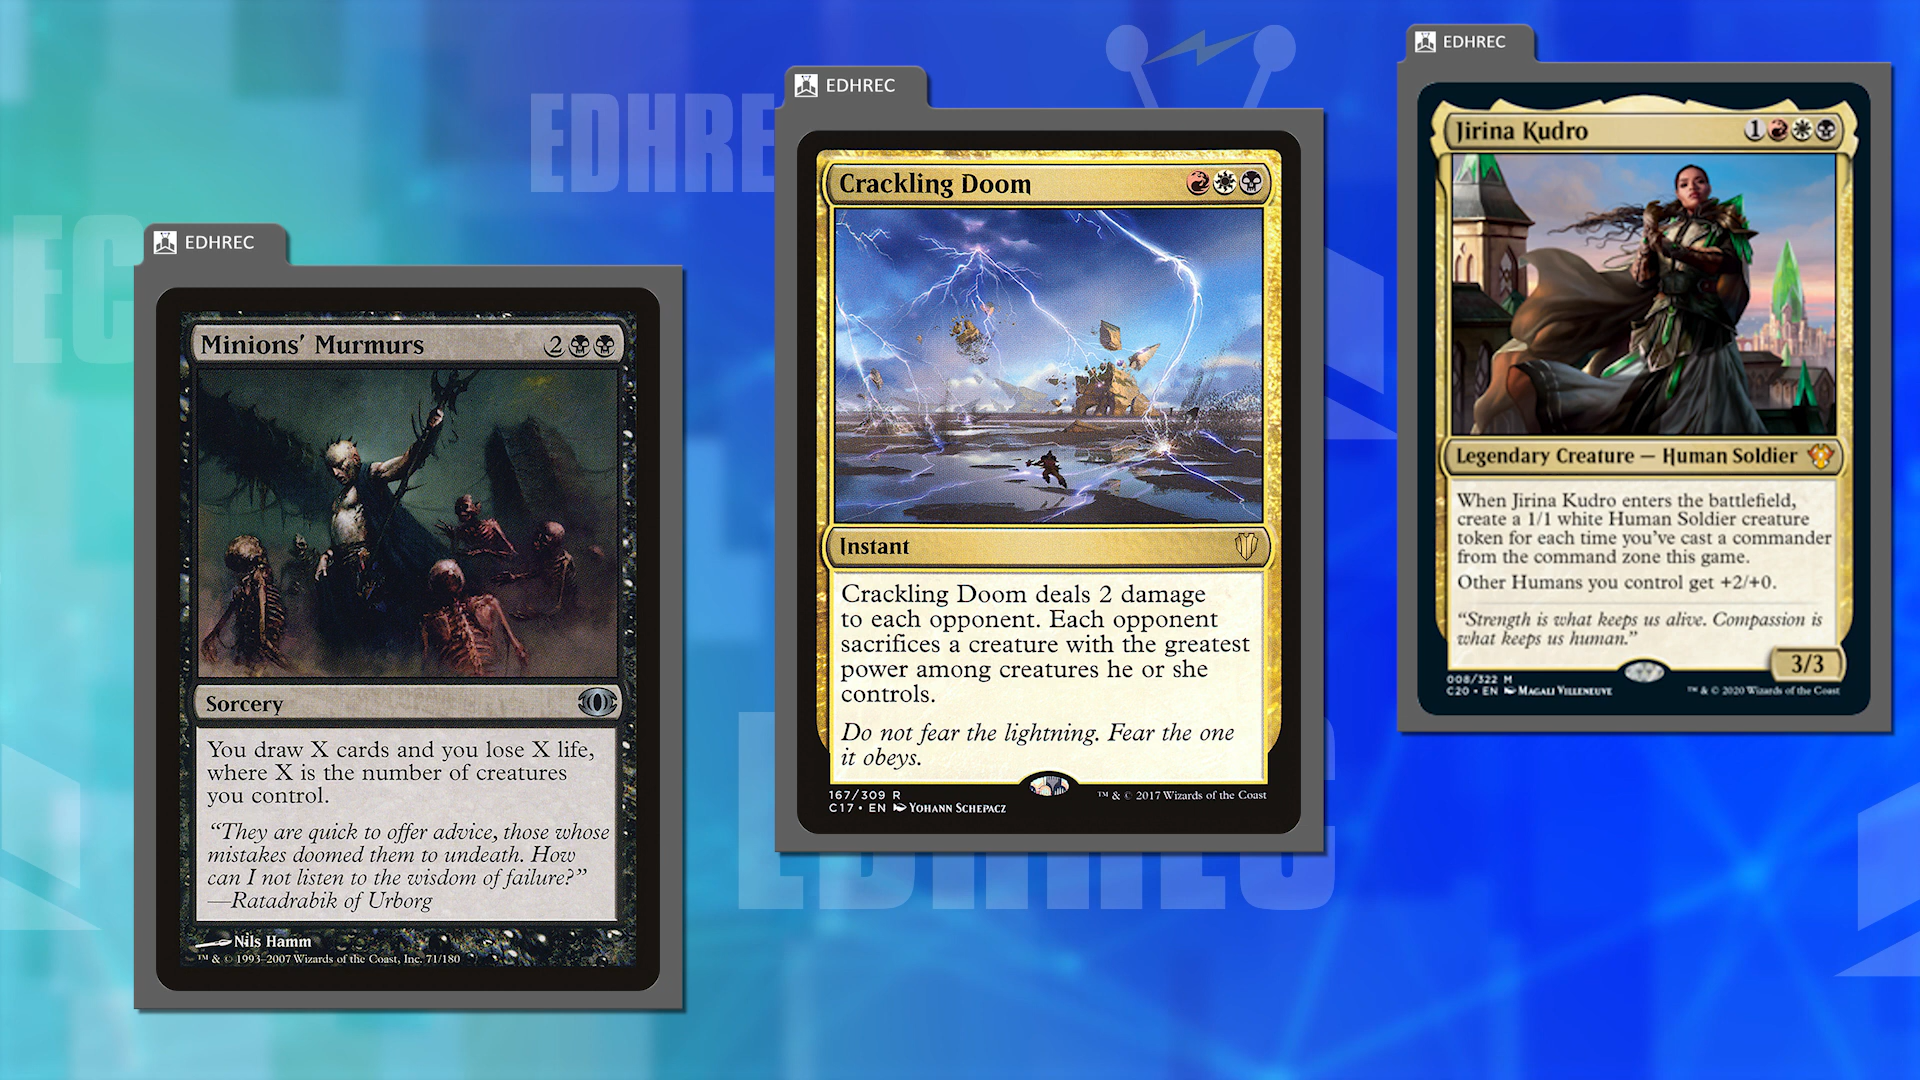 EDHREC
Minions' Murmurs 2
Sorcery
You draw X cards and you lose X life,
where X is the number of creatures
you control.
“They are quick to offer advice, those whose
mistakes doomed them to undeath. How
can I not listen to the wisdom of failure?”
—Ratadrabik of Urborg
Nils Hamm
™ & © 1993–2007 Wizards of the Coast, Inc. 71/180
EDHREC
Crackling Doom
Instant
Crackling Doom deals 2 damage
to each opponent. Each opponent
sacrifices a creature with the greatest
power among creatures he or she
controls.
Do not fear the lightning. Fear the one
it obeys.
167/309 R
C17 • EN Yohann Schepacz
™ & © 2017 Wizards of the Coast
EDHREC
Jirina Kudro 1
Legendary Creature — Human Soldier
When Jirina Kudro enters the battlefield,
create a 1/1 white Human Soldier creature
token for each time you've cast a commander
from the command zone this game.
Other Humans you control get +2/+0.
“Strength is what keeps us alive. Compassion is
what keeps us human.”
3/3
008/322 M
C20 • EN Magali Villeneuve
™ & © 2020 Wizards of the Coast
EC
EDHRE
EDHREC